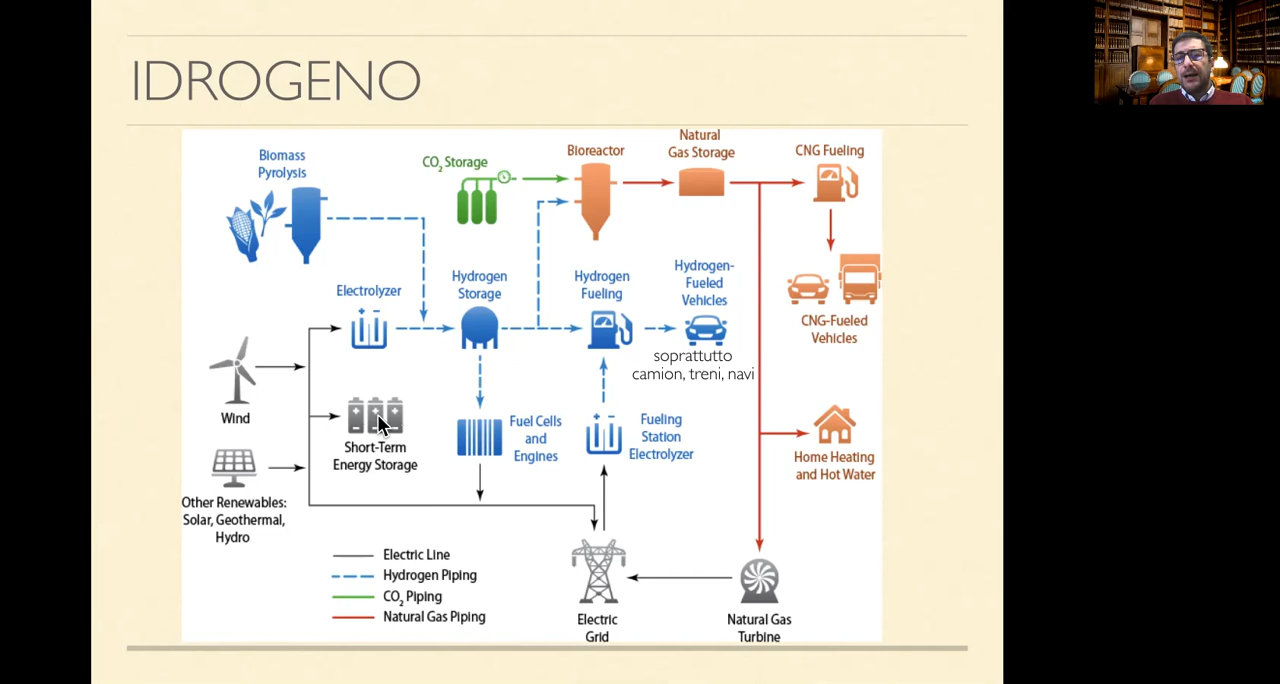 IDROGENO
Biomass
Pyrolysis
CO₂ Storage
Bioreactor
Natural
Gas Storage
CNG Fueling
Electrolyzer
Hydrogen
Storage
Hydrogen
Fueling
Hydrogen-
Fueled
Vehicles
soprattutto
camion, treni, navi
CNG-Fueled
Vehicles
Wind
Short-Term
Energy Storage
Fuel Cells
and
Engines
Fueling
Station
Electrolyzer
Home Heating
and Hot Water
Other Renewables:
Solar, Geothermal,
Hydro
Electric Line
Hydrogen Piping
CO₂ Piping
Natural Gas Piping
Electric
Grid
Natural Gas
Turbine